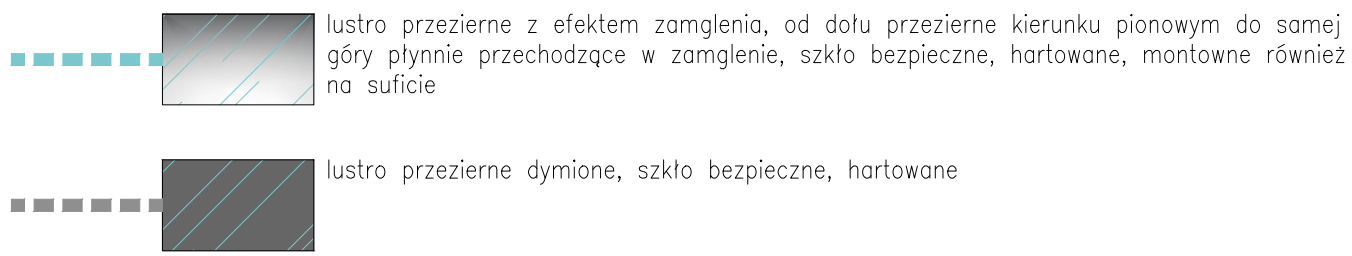 lustro przezierne z efektem zamglenia, od dołu przezierne kierunku pionowym do samej
góry płynnie przechodzące w zamglenie, szkło bezpieczne, hartowane, montowne również
na suficie
lustro przezierne dymione, szkło bezpieczne, hartowane